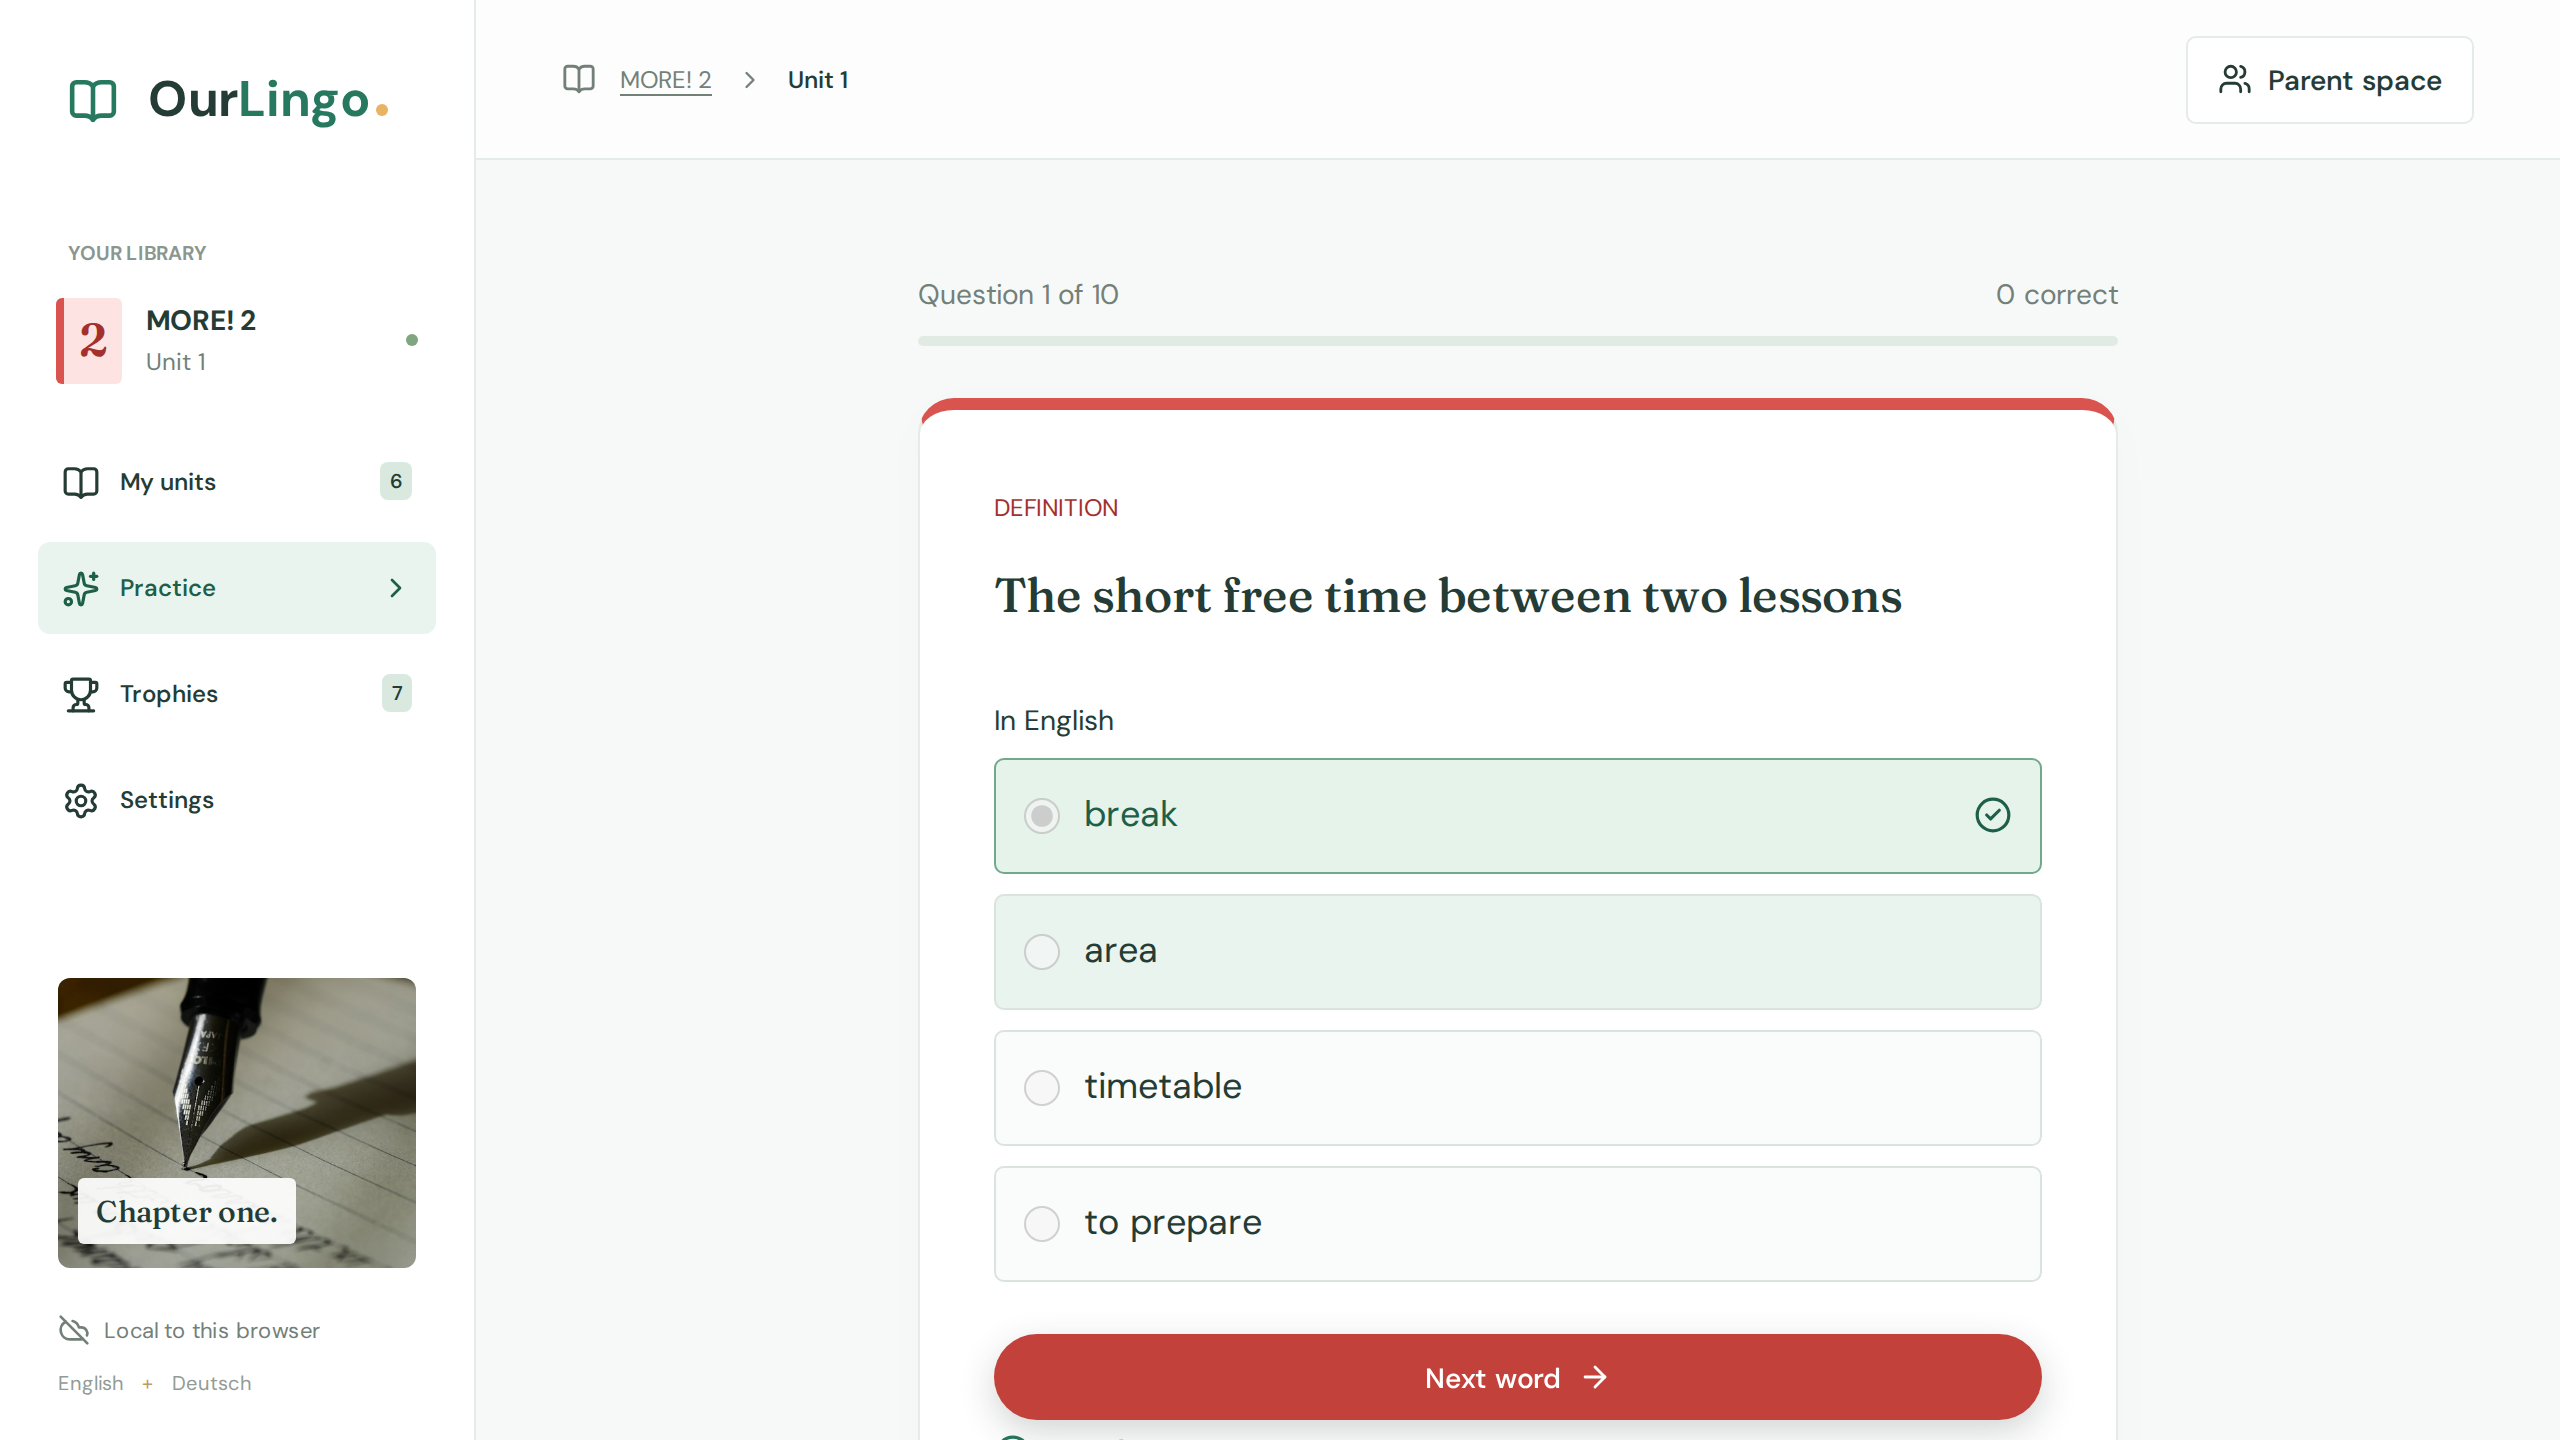 OurLingo.
YOUR LIBRARY
2
MORE! 2
Unit 1
My units
6
Practice
Trophies
7
Settings
Chapter one.
Local to this browser
English + Deutsch
MORE! 2 > Unit 1
Parent space
Question 1 of 10
0 correct
DEFINITION
The short free time between two lessons
In English
break
area
timetable
to prepare
Next word →